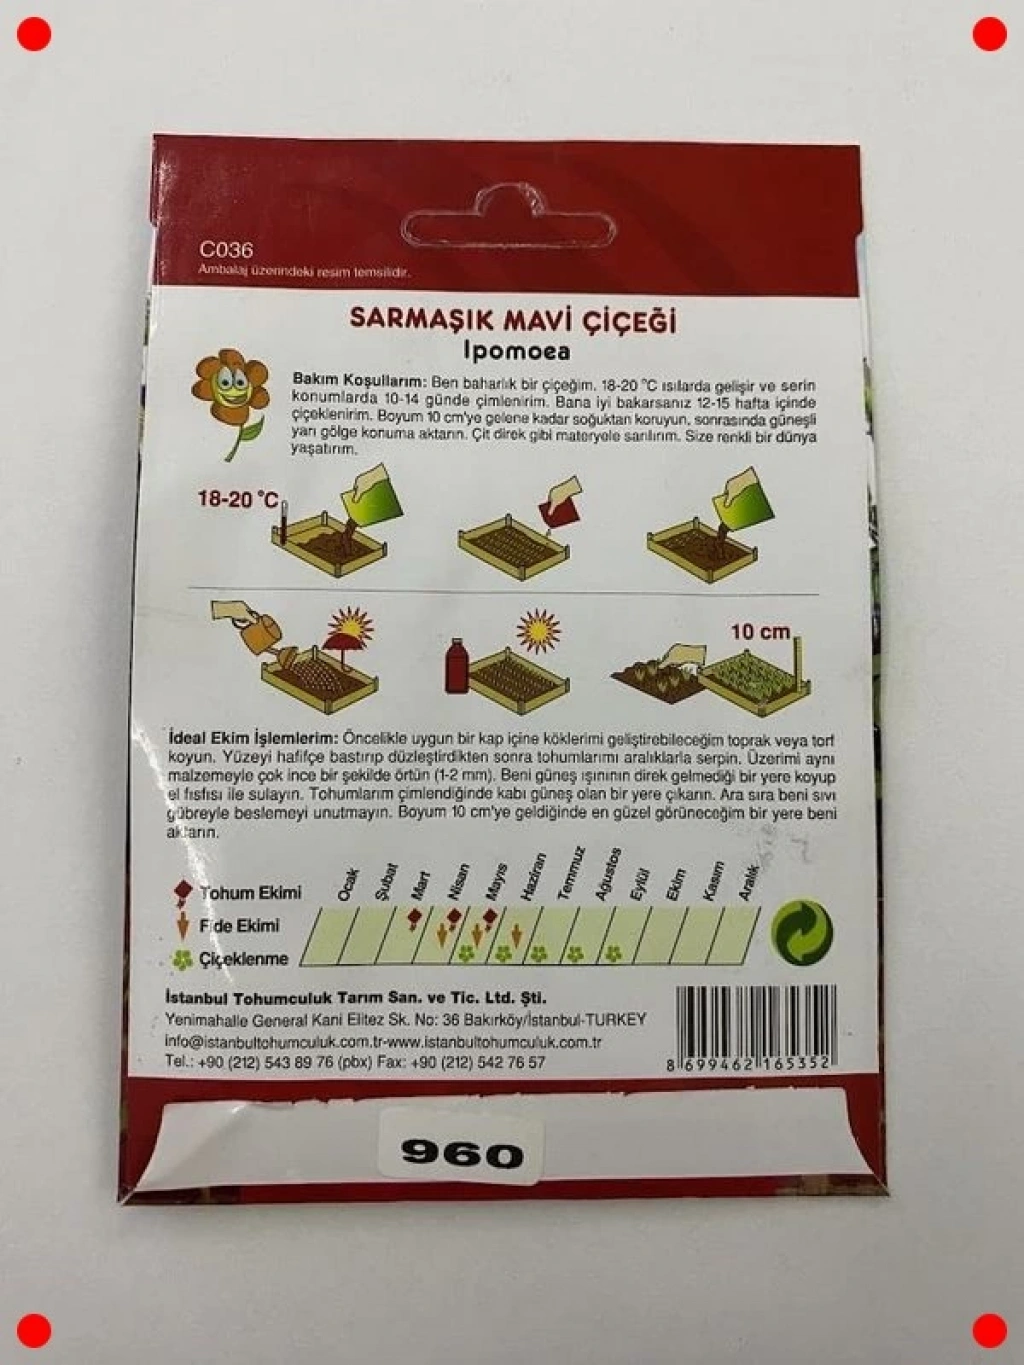 C036
Ambalaj üzerindeki resim temsilidir.
SARMAŞIK MAVİ ÇİÇEĞİ
Ipomoea
Bakım Koşullarım: Ben baharlık bir çiçeğim. 18-20 °C ısılarda gelişir ve serin
konumlarda 10-14 günde çimlenirim. Bana iyi bakarsanız 12-15 hafta içinde
çiçeklenirim. Boyum 10 cm'ye gelene kadar soğuktan koruyun, sonrasında güneşli
yarı gölge konuma aktarın. Çit direk gibi materyele sarılırım. Size renkli bir dünya
yaşatırım.
18-20 °C
10 cm
İdeal Ekim İşlemlerim: Öncelikle uygun bir kap içine köklerimi geliştirebileceğim toprak veya torf
koyun. Yüzeyi hafifçe bastırıp düzleştirdikten sonra tohumlarımı aralıklarla serpin. Üzerimi aynı
malzemeyle çok ince bir şekilde örtün (1-2 mm). Beni güneş ışınının direk gelmediği bir yere koyup
el fısfısı ile sulayın. Tohumlarım çimlendiğinde kabı güneş olan bir yere çıkarın. Ara sıra beni sıvı
gübreyle beslemeyi unutmayın. Boyum 10 cm'ye geldiğinde en güzel görüneceğim bir yere beni
aktarın.
Ocak Şubat Mart Nisan Mayıs Haziran Temmuz Ağustos Eylül Ekim Kasım Aralık
Tohum Ekimi
Fide Ekimi
Çiçeklenme
İstanbul Tohumculuk Tarım San. ve Tic. Ltd. Şti.
Yenimahalle General Kani Elitez Sk. No: 36 Bakırköy/İstanbul-TURKEY
info@istanbultohumculuk.com.tr-www.istanbultohumculuk.com.tr
Tel.: +90 (212) 543 89 76 (pbx) Fax: +90 (212) 542 76 57
8 699462 165352
960